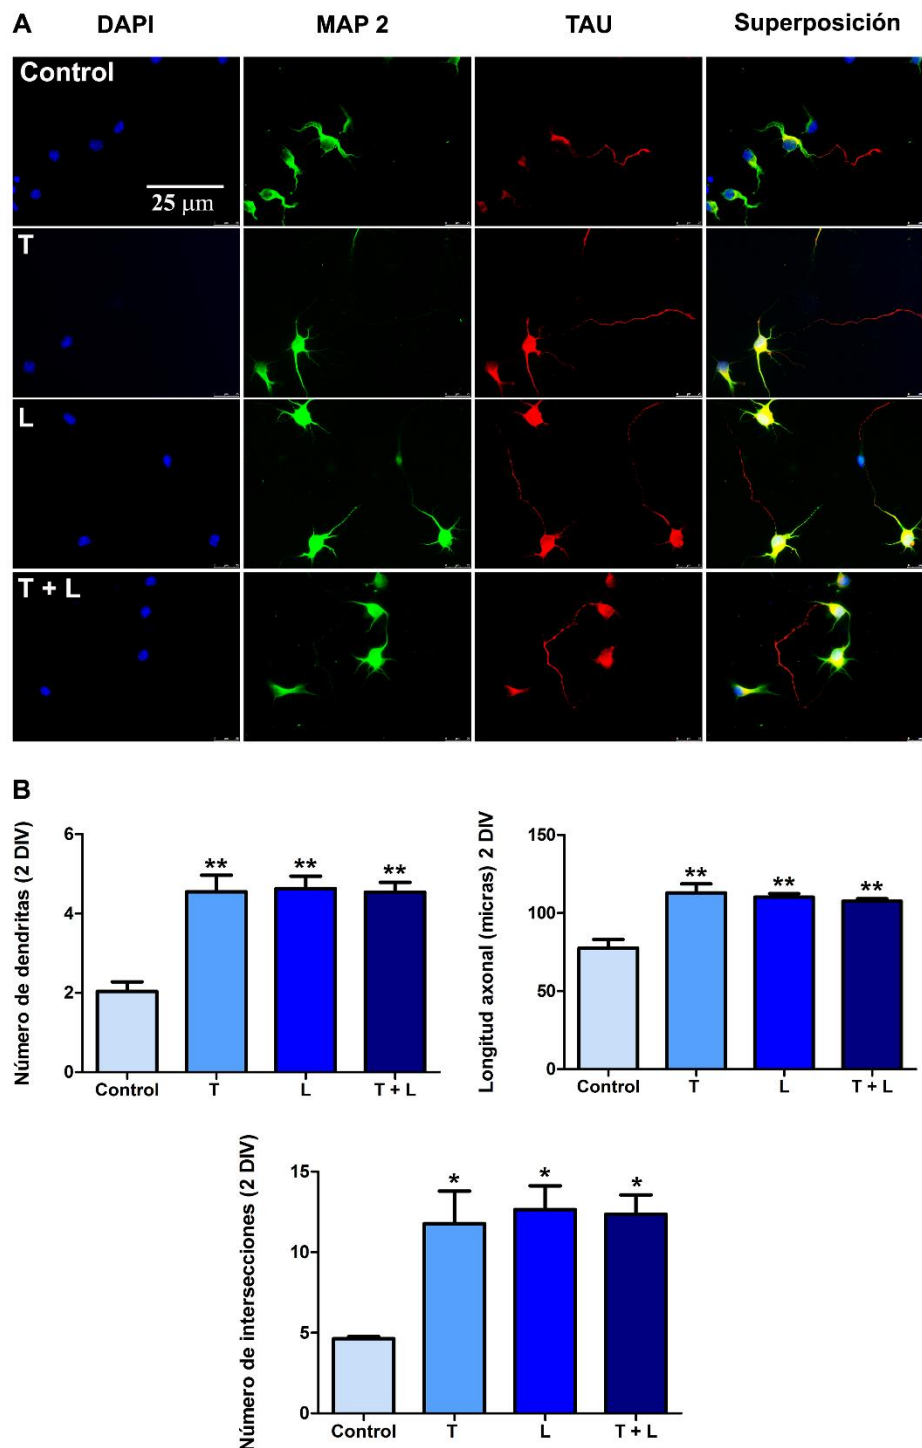 A
DAPI MAP 2 TAU Superposición
Control
25 μm
T
L
T + L
B
Número de dendritas (2 DIV)
6
4
2
0
** ** **
Control T L T + L
Longitud axonal (micras) 2 DIV
150
100
50
0
** ** **
Control T L T + L
Número de intersecciones (2 DIV)
15
10
5
0
* * *
Control T L T + L